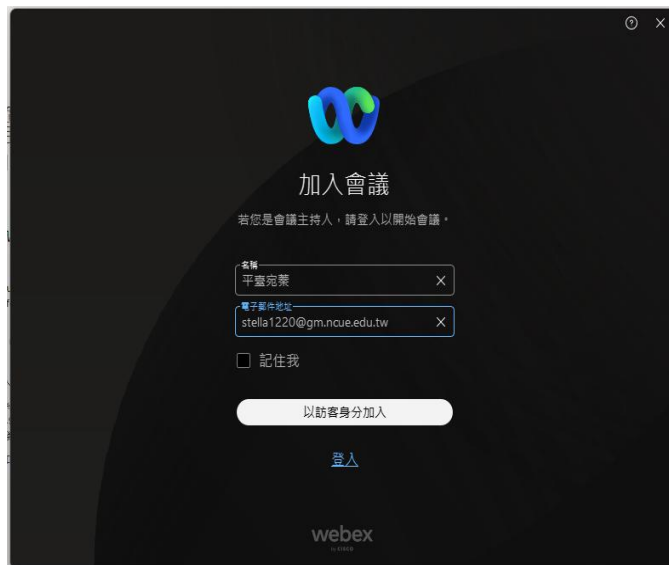 加入會議
若您是會議主持人，請登入以開始會議。
名稱
平臺宛蓁
電子郵件地址
stella1220@gm.ncue.edu.tw
記住我
以訪客身分加入
登入
webex
by CISCO